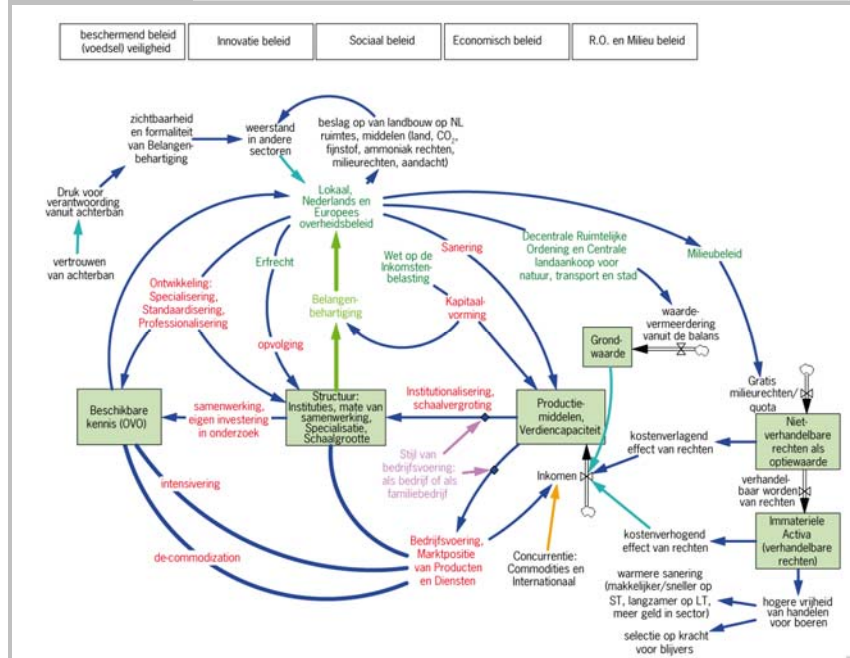 beschermend beleid
(voedsel) veiligheid
Innovatie beleid
Sociaal beleid
Economisch beleid
R.O. en Milieu beleid
zichtbaarheid
en formaliteit
van Belangen-
behartiging
weerstand
in andere
sectoren
beslag op van landbouw op NL
ruimtes, middelen (land, CO₂,
fijnstof, ammoniak rechten,
milieurechten, aandacht)
Druk voor
verantwoording
vanuit achterban
vertrouwen
van achterban
Lokaal,
Nederlands en
Europees
overheidsbeleid
Ontwikkeling:
Specialisering,
Standaardisering,
Professionalisering
Erfrecht
Wet op de
Inkomsten-
belasting
Sanering
Decentrale Ruimtelijke
Ordening en Centrale
landaankoop voor
natuur, transport en stad
Milieubeleid
Belangen-
behartiging
Kapitaal-
vorming
opvolging
waarde-
vermeerdering
vanuit de balans
Grond-
waarde
Gratis
milieurechten/
quota
Beschikbare
kennis (OVO)
samenwerking,
eigen investering
in onderzoek
Structuur:
Instituties, mate van
samenwerking,
Specialisatie,
Schaalgrootte
Institutionalisering,
schaalvergroting
Productie-
middelen,
Verdiencapaciteit
Niet-
verhandelbare
rechten als
optiewaarde
kostenverlagend
effect van rechten
Stijl van
bedrijfsvoering:
als bedrijf of als
familiebedrijf
Inkomen
verhandel-
baar worden
van rechten
intensivering
de-commodization
Bedrijfsvoering,
Marktpositie
van Producten
en Diensten
Concurrentie:
Commodities en
Internationaal
kostenverhogend
effect van rechten
Immateriele
Activa
(verhandelbare
rechten)
warmere sanering
(makkelijker/sneller op
ST, langzamer op LT,
meer geld in sector)
hogere vrijheid
van handelen
voor boeren
selectie op kracht
voor blijvers